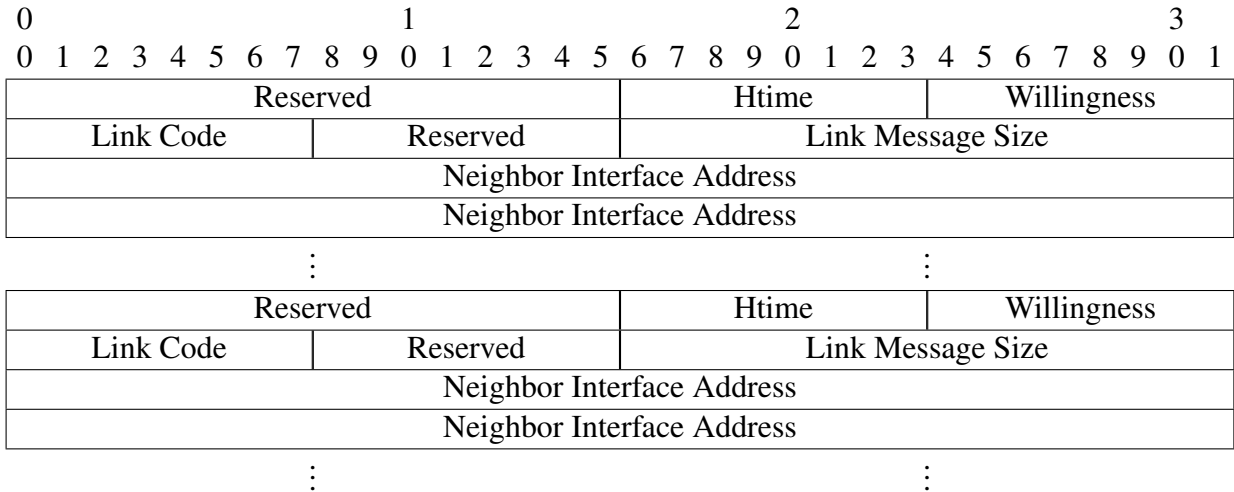 0 1 2 3
0 1 2 3 4 5 6 7 8 9 0 1 2 3 4 5 6 7 8 9 0 1 2 3 4 5 6 7 8 9 0 1
Reserved Htime Willingness
Link Code Reserved Link Message Size
Neighbor Interface Address
Neighbor Interface Address
⋮ ⋮
Reserved Htime Willingness
Link Code Reserved Link Message Size
Neighbor Interface Address
Neighbor Interface Address
⋮ ⋮